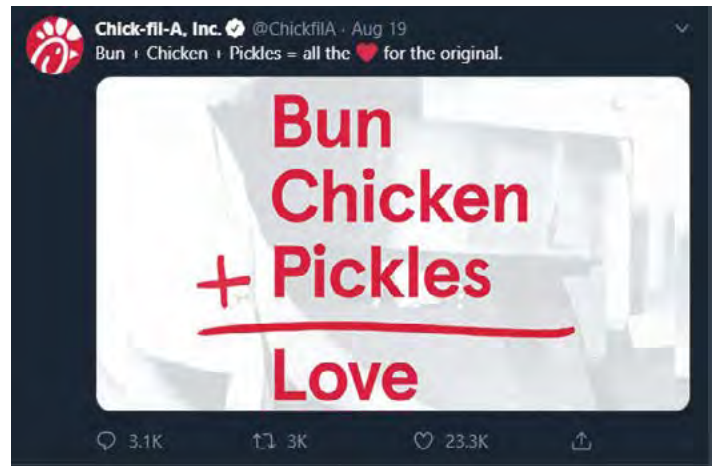 Chick-fil-A, Inc. @ChickfilA · Aug 19
Bun + Chicken + Pickles = all the ❤️ for the original.
Bun
Chicken
+ Pickles
Love
3.1K 3K 23.3K